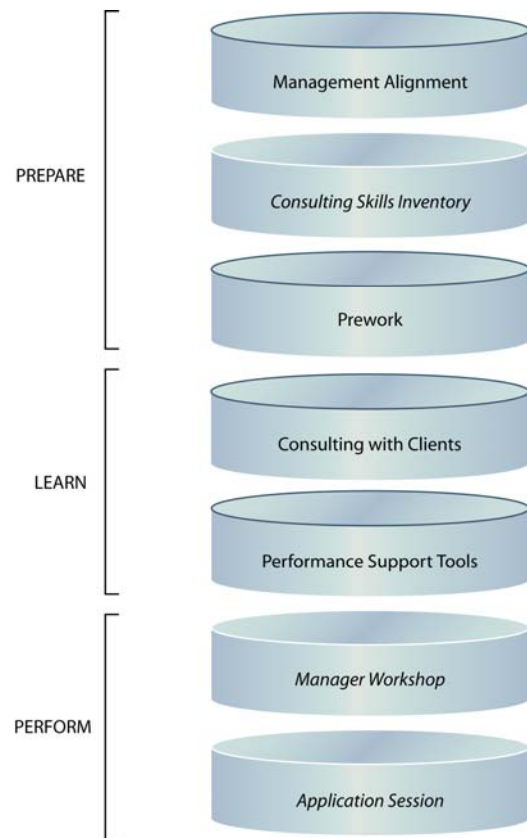 Management Alignment
PREPARE
Consulting Skills Inventory
Prework
Consulting with Clients
LEARN
Performance Support Tools
Manager Workshop
PERFORM
Application Session